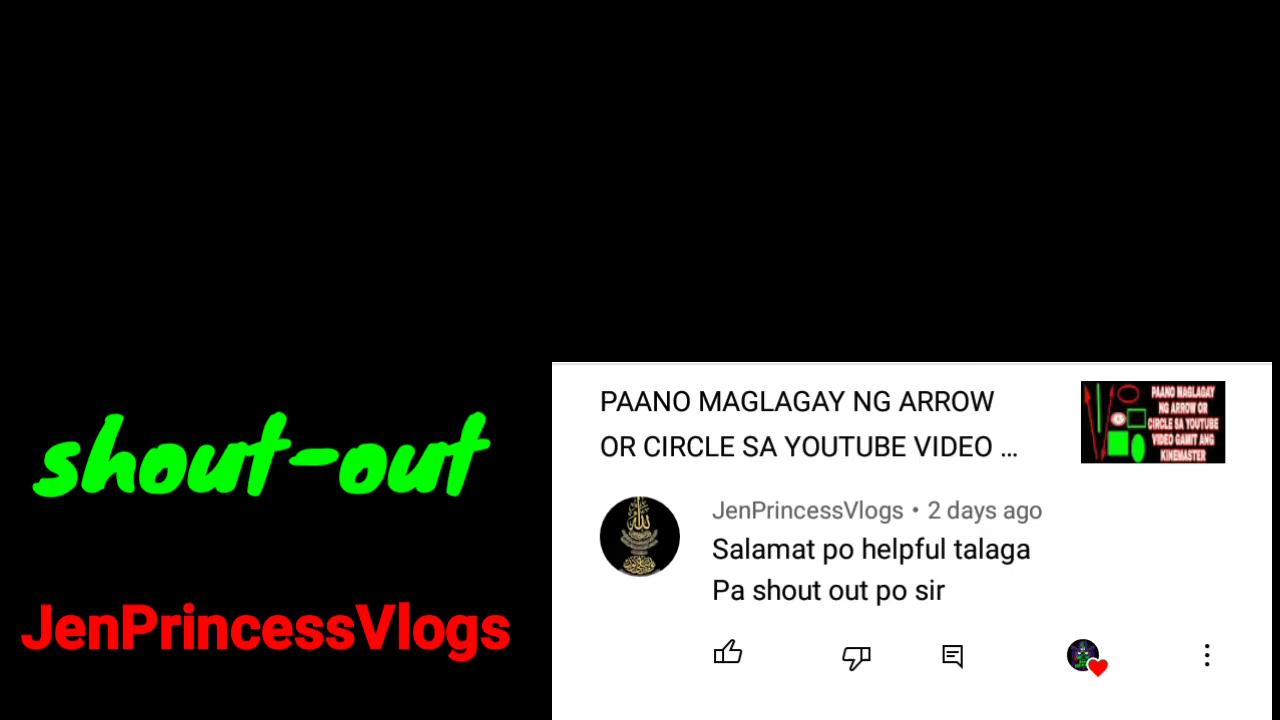 shout-out
JenPrincessVlogs
PAANO MAGLAGAY NG ARROW
OR CIRCLE SA YOUTUBE VIDEO ...
PAANO MAGLAGAY
NG ARROW OR
CIRCLE SA YOUTUBE
VIDEO GAMIT ANG
KINEMASTER
JenPrincessVlogs • 2 days ago
Salamat po helpful talaga
Pa shout out po sir